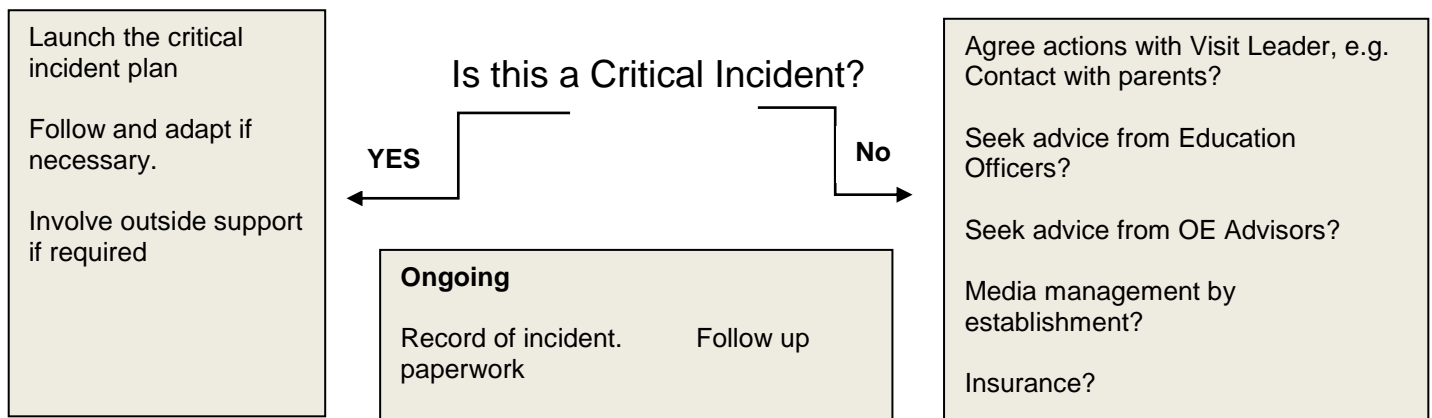 Launch the critical
incident plan
Follow and adapt if
necessary.
Involve outside support
if required
Is this a Critical Incident?
YES
No
Agree actions with Visit Leader, e.g.
Contact with parents?
Seek advice from Education
Officers?
Seek advice from OE Advisors?
Media management by
establishment?
Insurance?
Ongoing
Record of incident. Follow up
paperwork